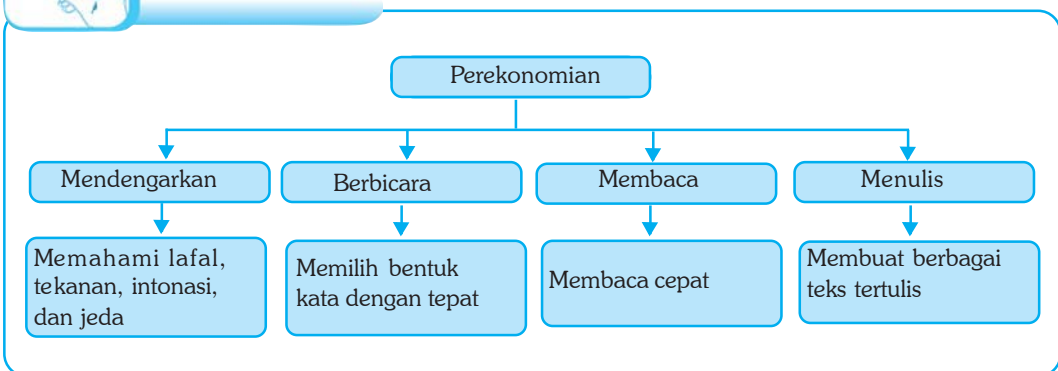 Perekonomian
Mendengarkan
Berbicara
Membaca
Menulis
Memahami lafal,
tekanan, intonasi,
dan jeda
Memilih bentuk
kata dengan tepat
Membaca cepat
Membuat berbagai
teks tertulis